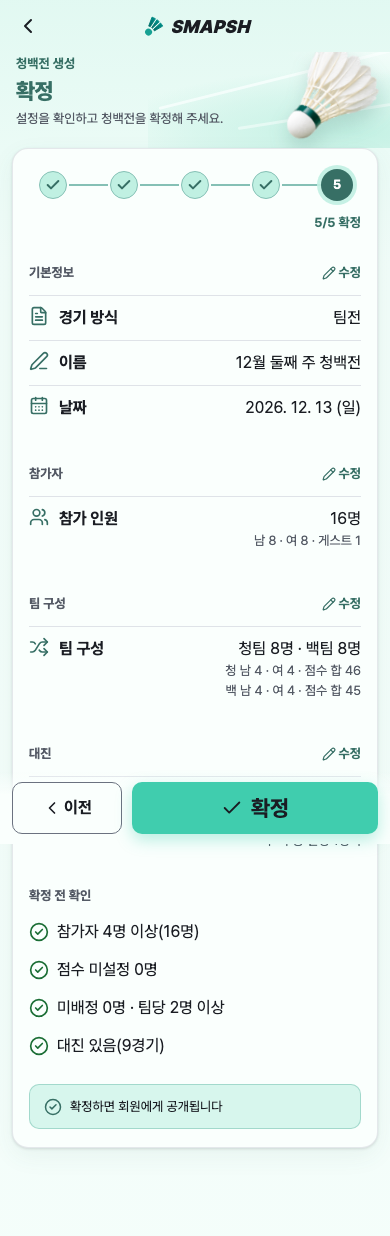 SMAPSH
청백전 생성
확정
설정을 확인하고 청백전을 확정해 주세요.
5
5/5 확정
기본정보
수정
경기 방식
팀전
이름
12월 둘째 주 청백전
날짜
2026. 12. 13 (일)
참가자
수정
참가 인원
16명
남 8 · 여 8 · 게스트 1
팀 구성
수정
팀 구성
청팀 8명 · 백팀 8명
청 남 4 · 여 4 · 점수 합 46
백 남 4 · 여 4 · 점수 합 45
대진
수정
이전
확정
확정 전 확인
참가자 4명 이상(16명)
점수 미설정 0명
미배정 0명 · 팀당 2명 이상
대진 있음(9경기)
확정하면 회원에게 공개됩니다